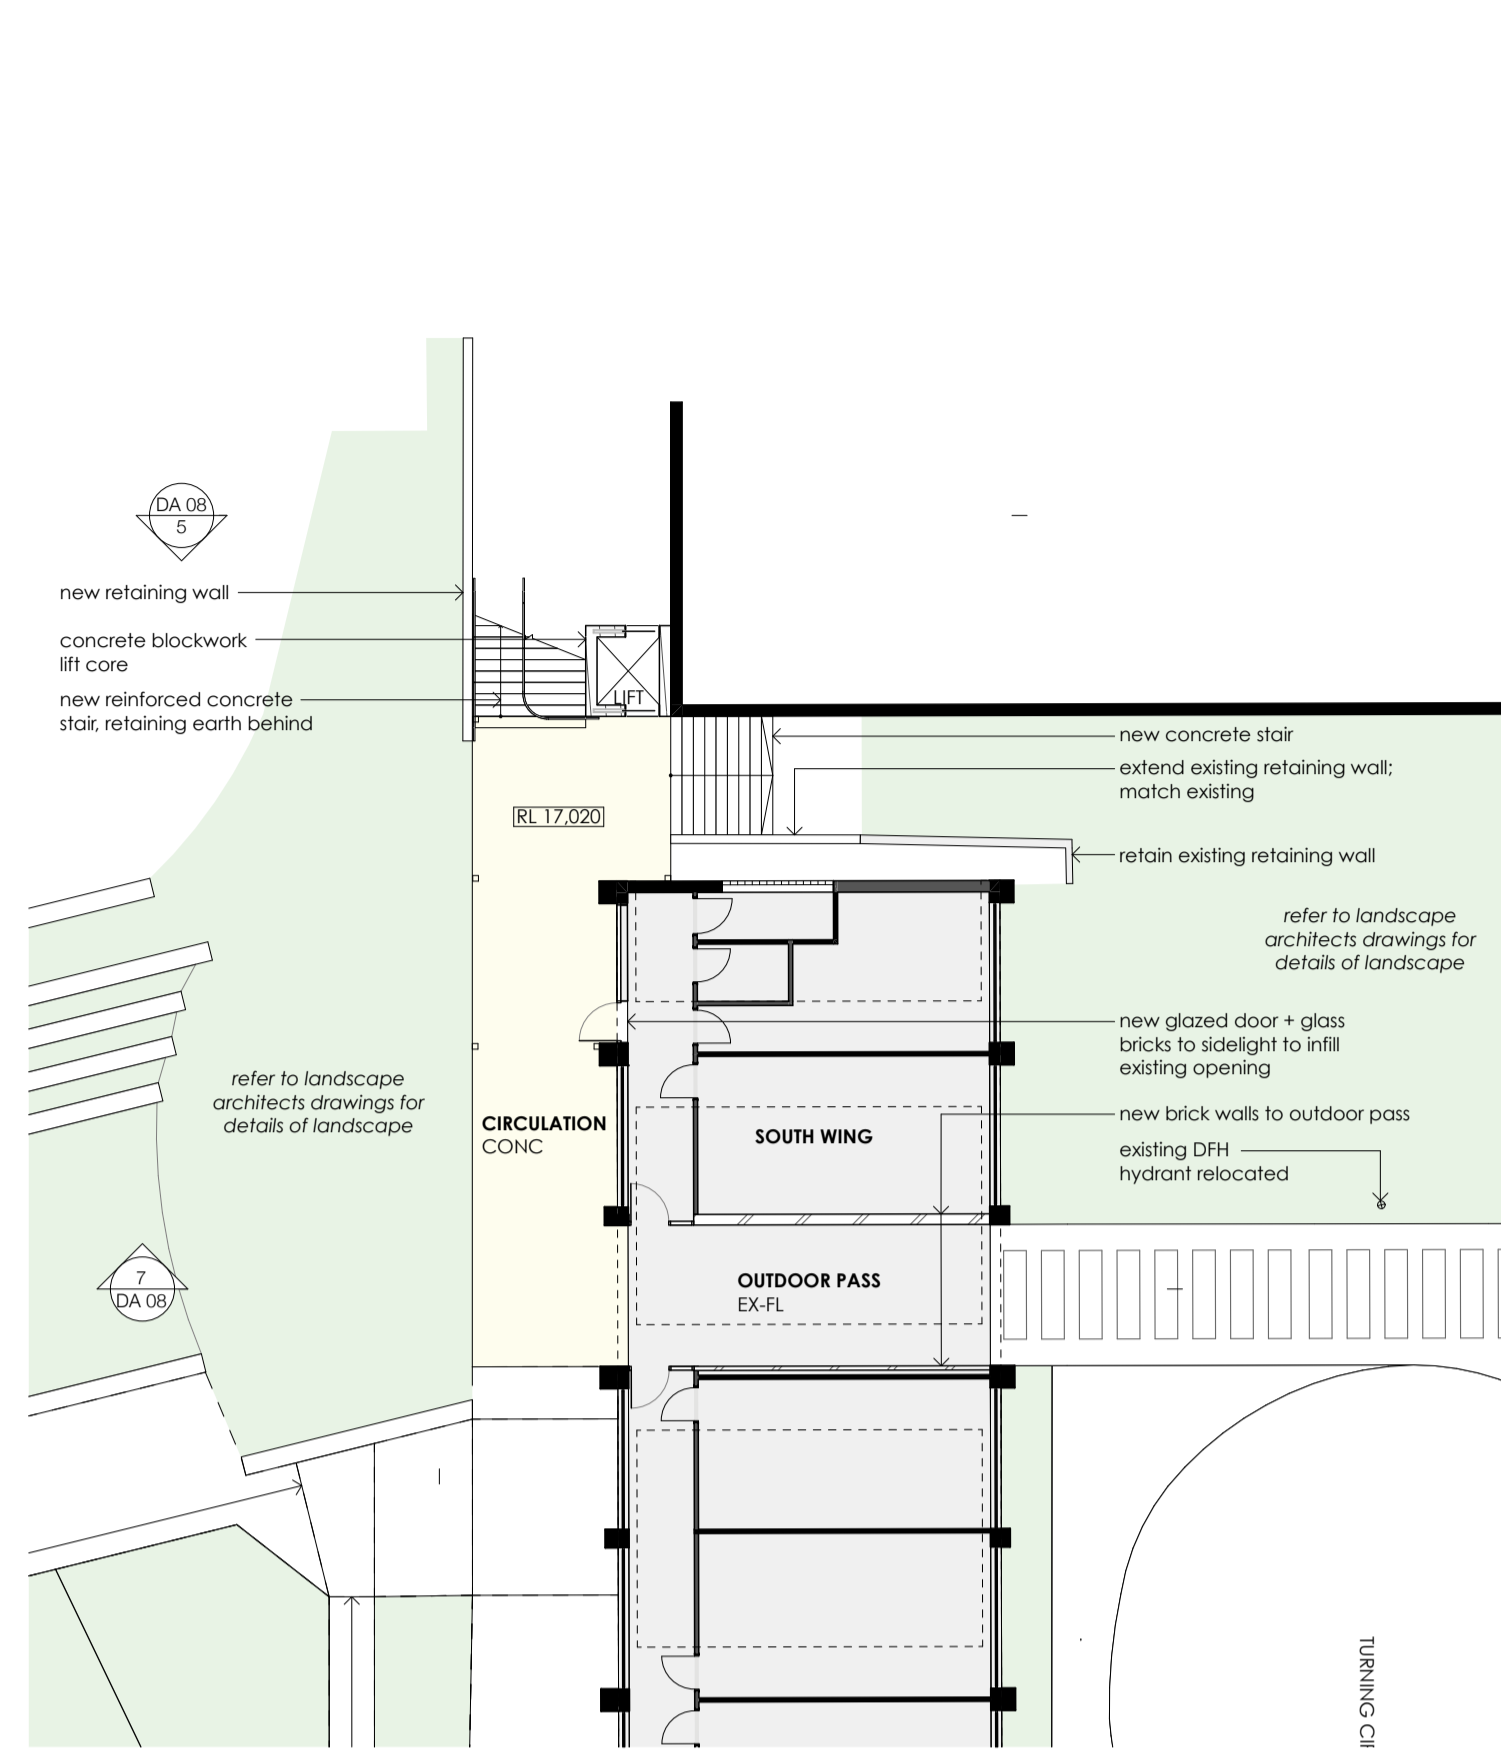 DA 08
5
new retaining wall
concrete blockwork
lift core
new reinforced concrete
stair, retaining earth behind
LIFT
new concrete stair
extend existing retaining wall;
match existing
RL 17,020
retain existing retaining wall
refer to landscape
architects drawings for
details of landscape
new glazed door + glass
bricks to sidelight to infill
existing opening
refer to landscape
architects drawings for
details of landscape
CIRCULATION
CONC
SOUTH WING
new brick walls to outdoor pass
existing DFH
hydrant relocated
7
DA 08
OUTDOOR PASS
EX-FL
TURNING